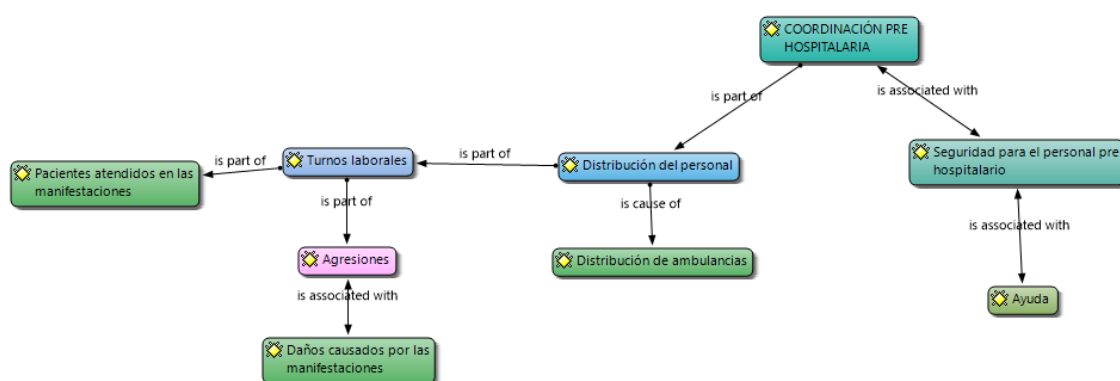 COORDINACIÓN PRE
HOSPITALARIA
is part of
is associated with
Pacientes atendidos en las
manifestaciones
is part of
Turnos laborales
is part of
Distribución del personal
Seguridad para el personal pre
hospitalario
is part of
is cause of
is associated with
Agresiones
Distribución de ambulancias
is associated with
Ayuda
Daños causados por las
manifestaciones